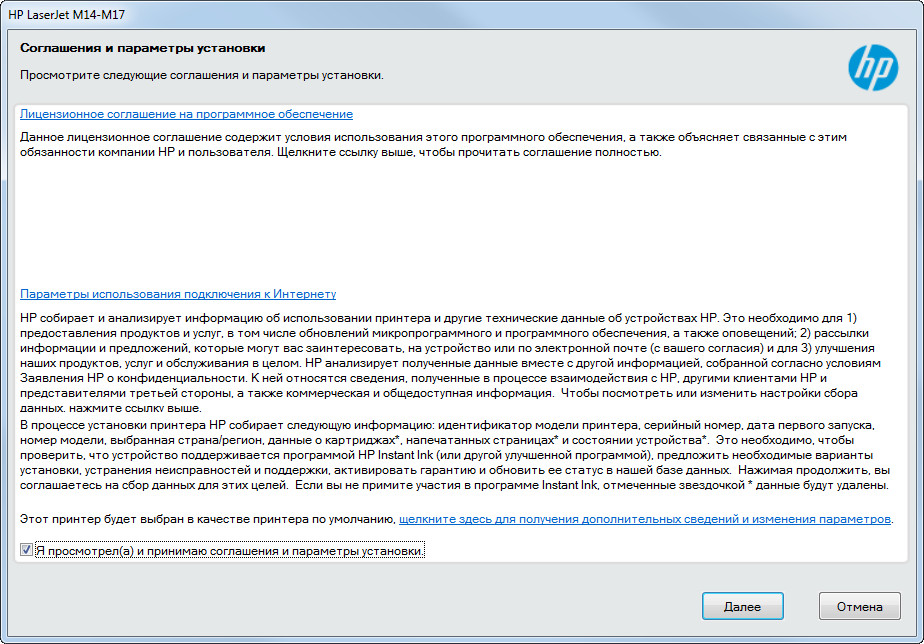 HP LaserJet M14-M17
Соглашения и параметры установки
Просмотрите следующие соглашения и параметры установки.
hp
Лицензионное соглашение на программное обеспечение
Данное лицензионное соглашение содержит условия использования этого программного обеспечения, а также объясняет связанные с этим
обязанности компании HP и пользователя. Щелкните ссылку выше, чтобы прочитать соглашение полностью.
Параметры использования подключения к Интернету
HP собирает и анализирует информацию об использовании принтера и другие технические данные об устройствах HP. Это необходимо для 1)
предоставления продуктов и услуг, в том числе обновлений микропрограммного и программного обеспечения, а также оповещений; 2) рассылки
информации и предложений, которые могут вас заинтересовать, на устройство или по электронной почте (с вашего согласия) и для 3) улучшения
наших продуктов, услуг и обслуживания в целом. HP анализирует полученные данные вместе с другой информацией, собранной согласно условиям
Заявления HP о конфиденциальности. К ней относятся сведения, полученные в процессе взаимодействия с HP, другими клиентами HP и
представителями третьей стороны, а также коммерческая и общедоступная информация.  Чтобы посмотреть или изменить настройки сбора
данных, нажмите ссылку выше.
В процессе установки принтера HP собирает следующую информацию: идентификатор модели принтера, серийный номер, дата первого запуска,
номер модели, выбранная страна/регион, данные о картриджах*, напечатанных страницах* и состоянии устройства*.  Это необходимо, чтобы
проверить, что устройство поддерживается программой HP Instant Ink (или другой улучшенной программой), предложить необходимые варианты
установки, устранения неисправностей и поддержки, активировать гарантию и обновить ее статус в нашей базе данных.  Нажимая продолжить, вы
соглашаетесь на сбор данных для этих целей.  Если вы не примите участия в программе Instant Ink, отмеченные звездочкой * данные будут удалены.
Этот принтер будет выбран в качестве принтера по умолчанию, щелкните здесь для получения дополнительных сведений и изменения параметров.
Я просмотрел(а) и принимаю соглашения и параметры установки.
Далее
Отмена